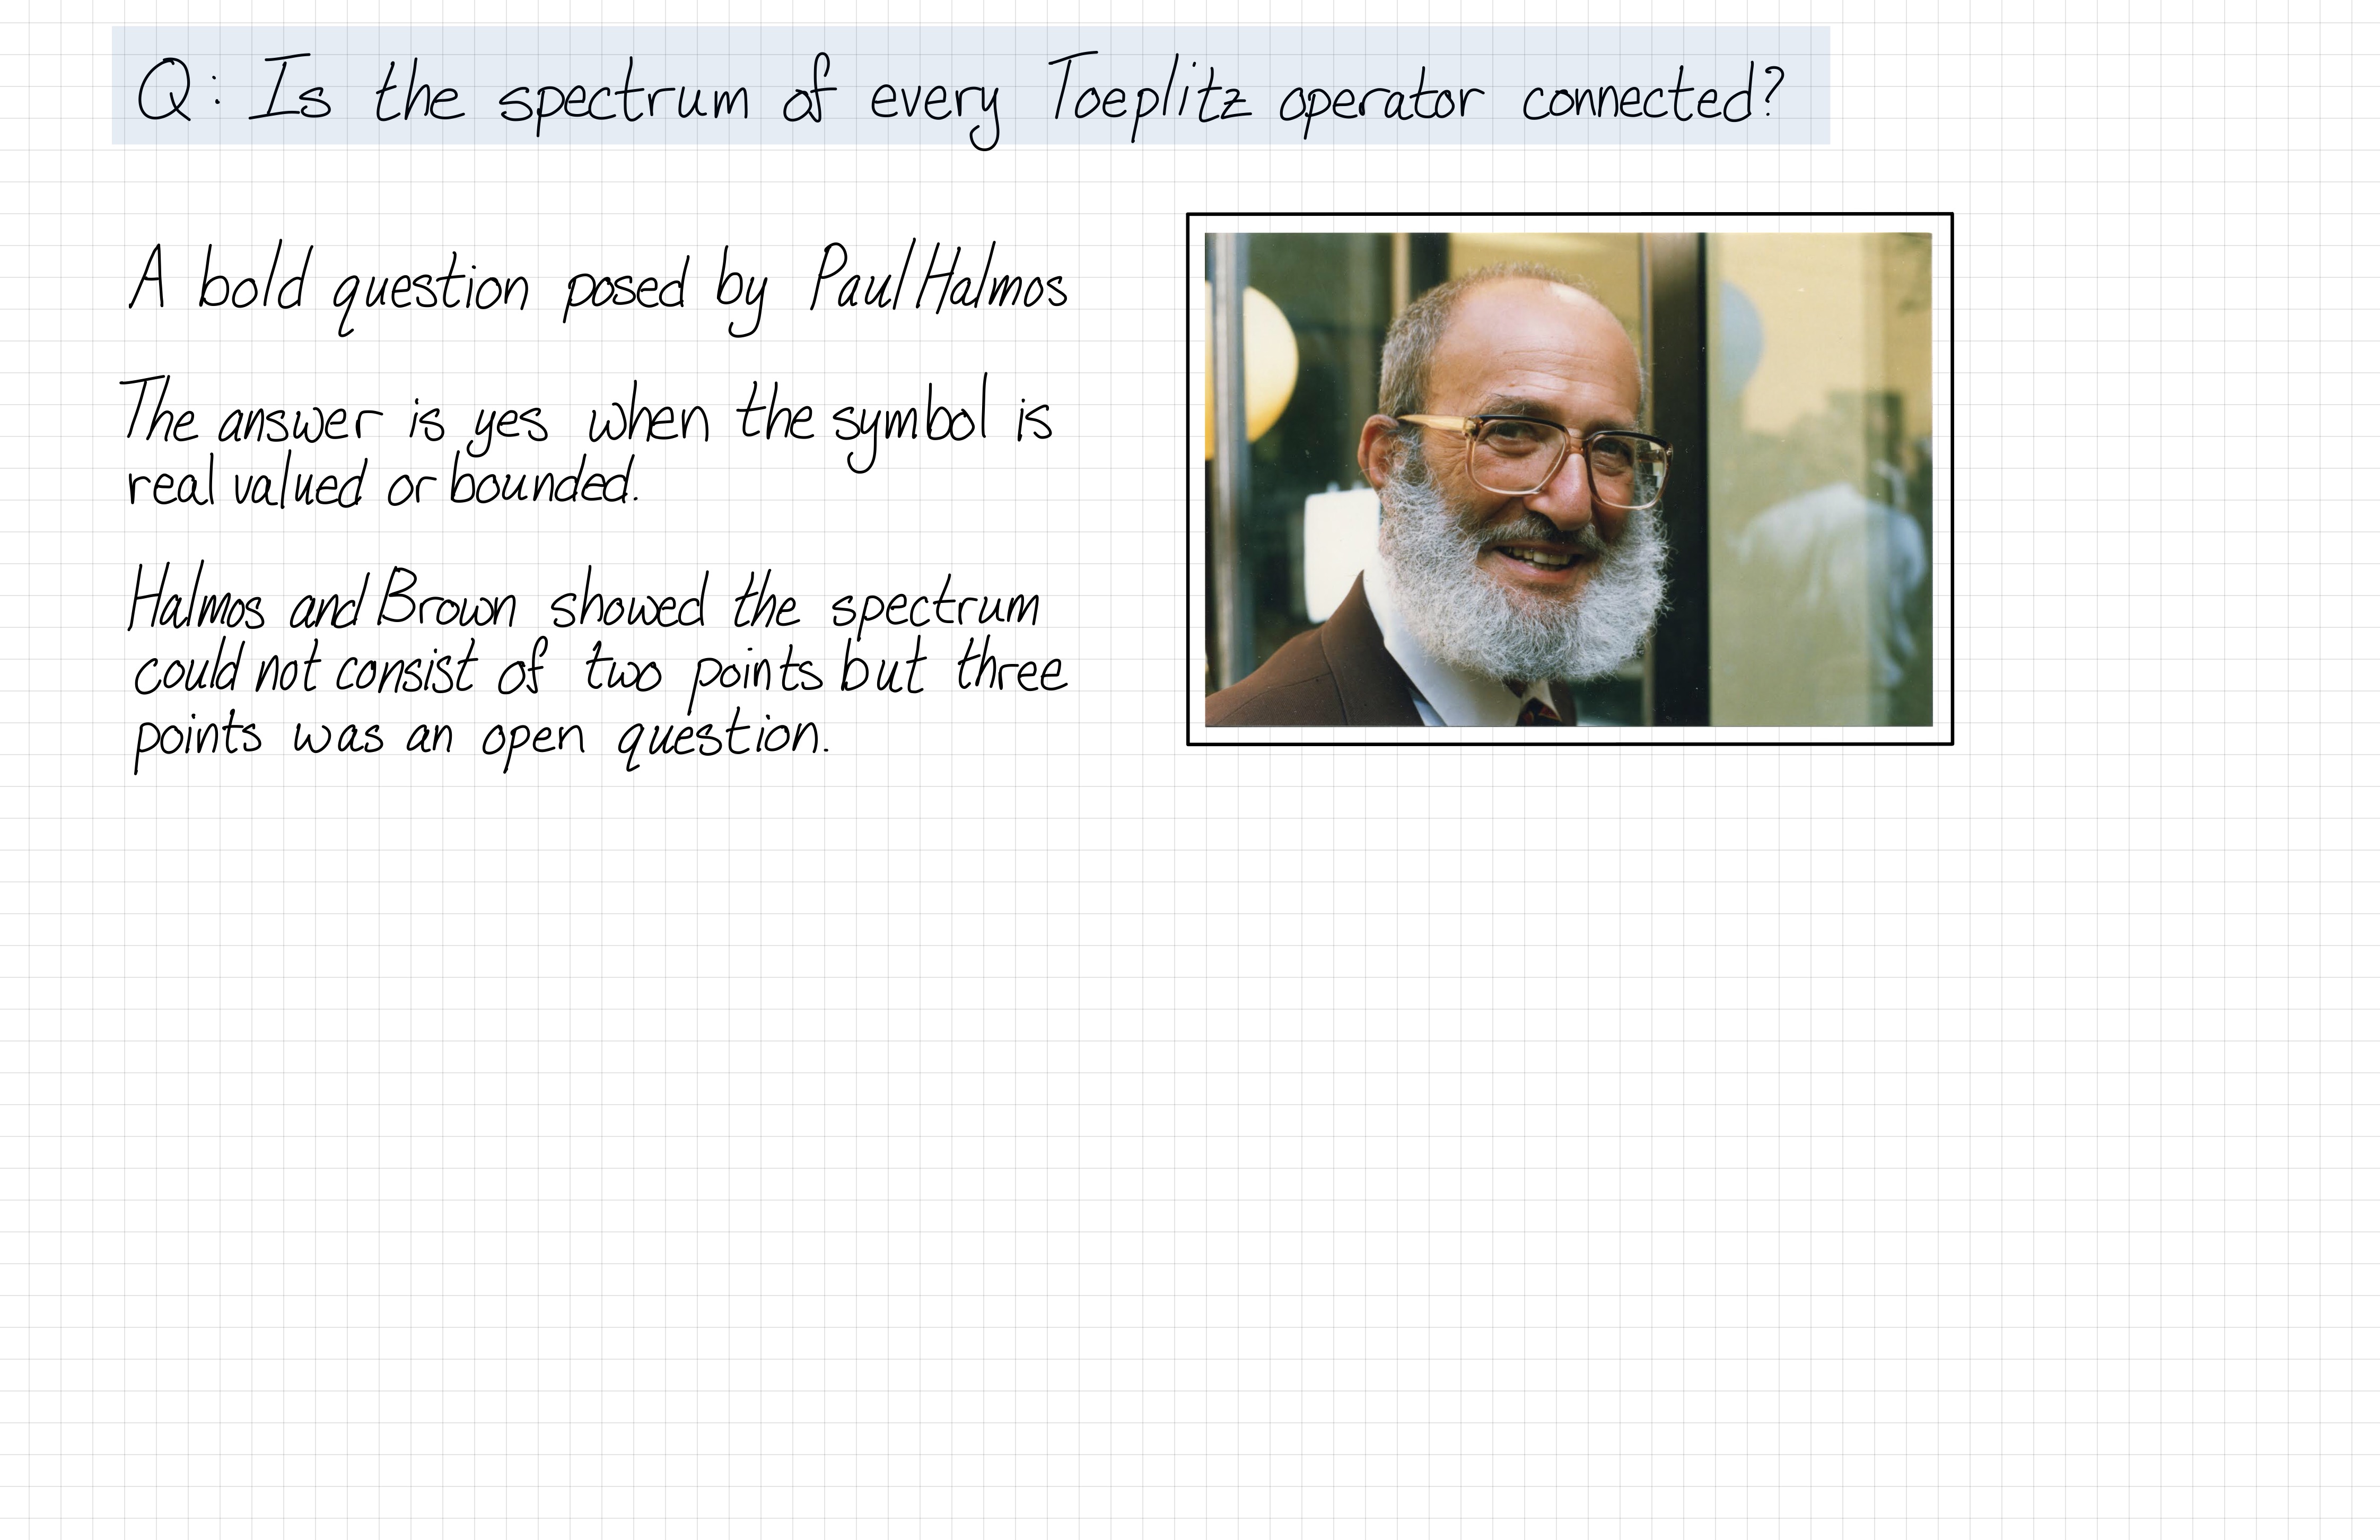 Q: Is the spectrum of every Toeplitz operator connected?
A bold question posed by Paul Halmos
The answer is yes when the symbol is
real valued or bounded.
Halmos and Brown showed the spectrum
could not consist of two points but three
points was an open question.